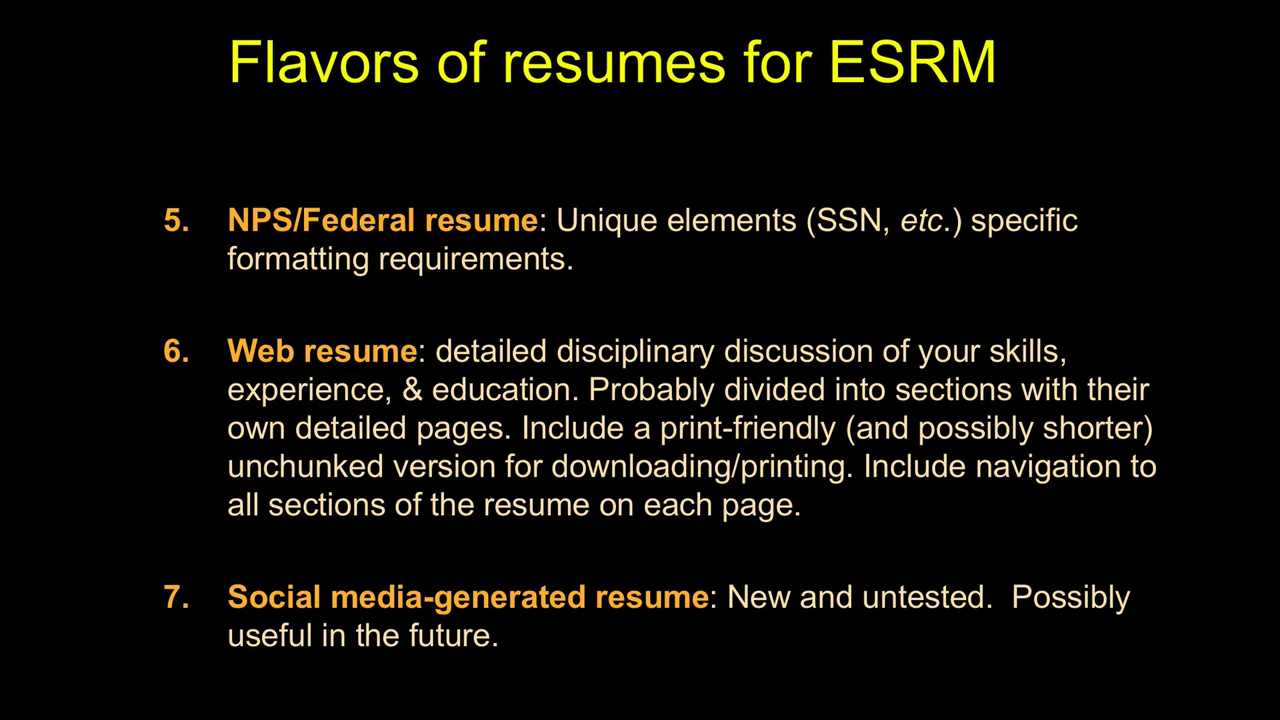 Flavors of resumes for ESRM
5. NPS/Federal resume: Unique elements (SSN, etc.) specific
formatting requirements.
6. Web resume: detailed disciplinary discussion of your skills,
experience, & education. Probably divided into sections with their
own detailed pages. Include a print-friendly (and possibly shorter)
unchunked version for downloading/printing. Include navigation to
all sections of the resume on each page.
7. Social media-generated resume: New and untested.  Possibly
useful in the future.